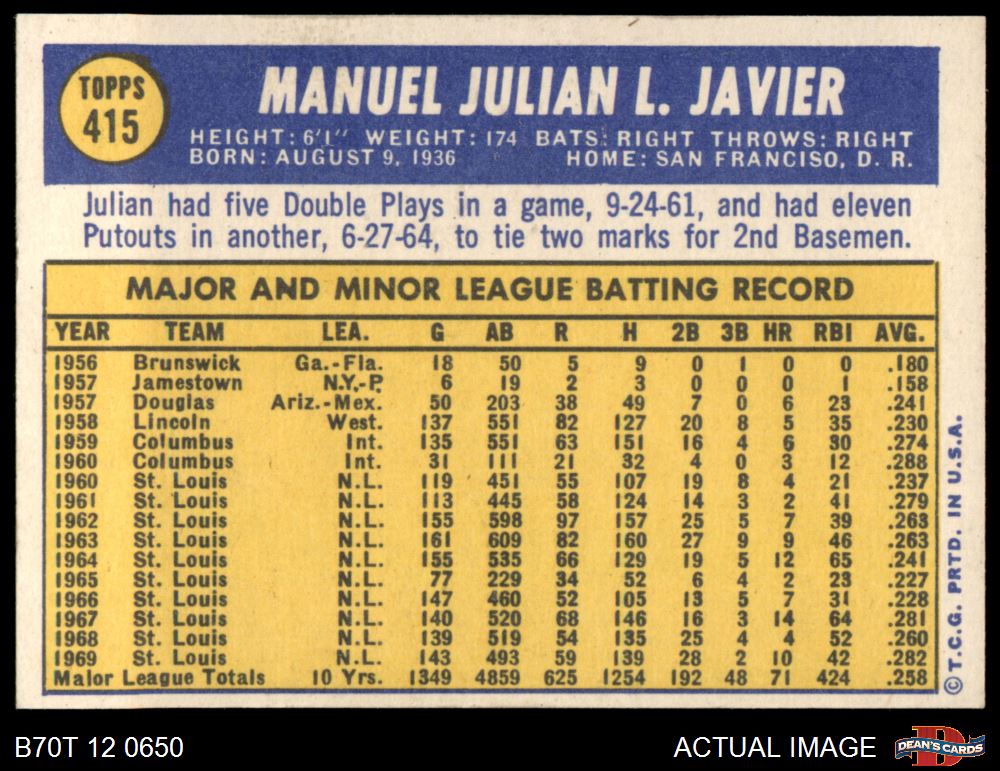 TOPPS
415
MANUEL JULIAN L. JAVIER
HEIGHT: 6'1" WEIGHT: 174 BATS: RIGHT THROWS: RIGHT
BORN: AUGUST 9, 1936 HOME: SAN FRANCISO, D. R.
Julian had five Double Plays in a game, 9-24-61, and had eleven
Putouts in another, 6-27-64, to tie two marks for 2nd Basemen.
MAJOR AND MINOR LEAGUE BATTING RECORD
YEAR TEAM LEA. G AB R H 2B 3B HR RBI AVG.
1956 Brunswick Ga.-Fla. 18 50 5 9 0 1 0 0 .180
1957 Jamestown N.Y.-P. 6 19 2 3 0 0 0 1 .158
1957 Douglas Ariz.-Mex. 50 203 38 49 7 0 6 23 .241
1958 Lincoln West. 137 551 82 127 20 8 5 35 .230
1959 Columbus Int. 135 551 63 151 16 4 6 30 .274
1960 Columbus Int. 31 111 21 32 4 0 3 12 .288
1960 St. Louis N.L. 119 451 55 107 19 8 4 21 .237
1961 St. Louis N.L. 113 445 58 124 14 3 2 41 .279
1962 St. Louis N.L. 155 598 97 157 25 5 7 39 .263
1963 St. Louis N.L. 161 609 82 160 27 9 9 46 .263
1964 St. Louis N.L. 155 535 66 129 19 5 12 65 .241
1965 St. Louis N.L. 77 229 34 52 6 4 2 23 .227
1966 St. Louis N.L. 147 460 52 105 13 5 7 31 .228
1967 St. Louis N.L. 140 520 68 146 16 3 14 64 .281
1968 St. Louis N.L. 139 519 54 135 25 4 4 52 .260
1969 St. Louis N.L. 143 493 59 139 28 2 10 42 .282
Major League Totals 10 Yrs. 1349 4859 625 1254 192 48 71 424 .258
© T.C.G. PRTD. IN U.S.A.
B70T 12 0650
ACTUAL IMAGE
D
DEAN'S CARDS